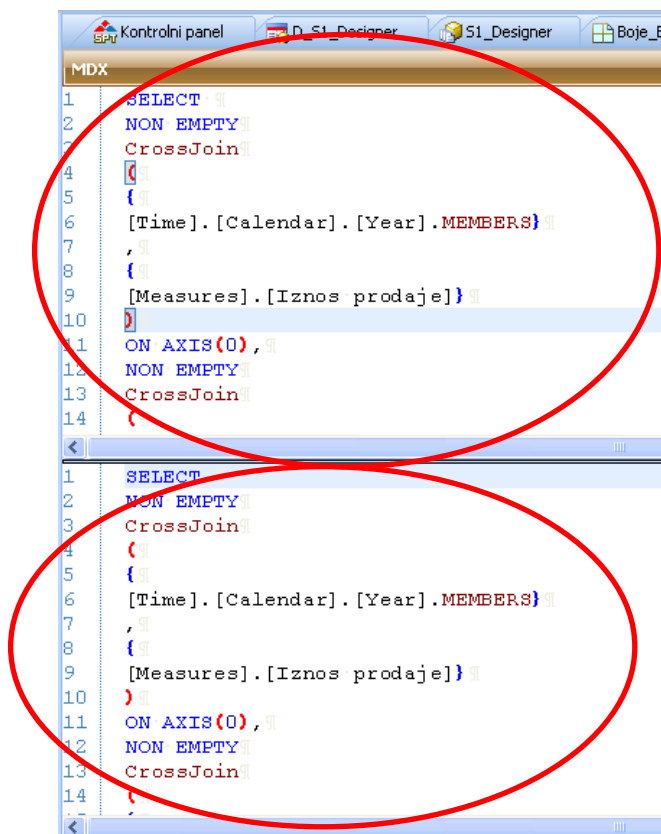 Kontrolni panel D_S1_Designer S1_Designer Boje_
MDX
1 SELECT
2 NON EMPTY
3 CrossJoin
4 (
5 {
6 [Time].[Calendar].[Year].MEMBERS}
7 ,
8 {
9 [Measures].[Iznos prodaje]}
10 )
11 ON AXIS(0),
12 NON EMPTY
13 CrossJoin
14 (
1 SELECT
2 NON EMPTY
3 CrossJoin
4 (
5 {
6 [Time].[Calendar].[Year].MEMBERS}
7 ,
8 {
9 [Measures].[Iznos prodaje]}
10 )
11 ON AXIS(0),
12 NON EMPTY
13 CrossJoin
14 (